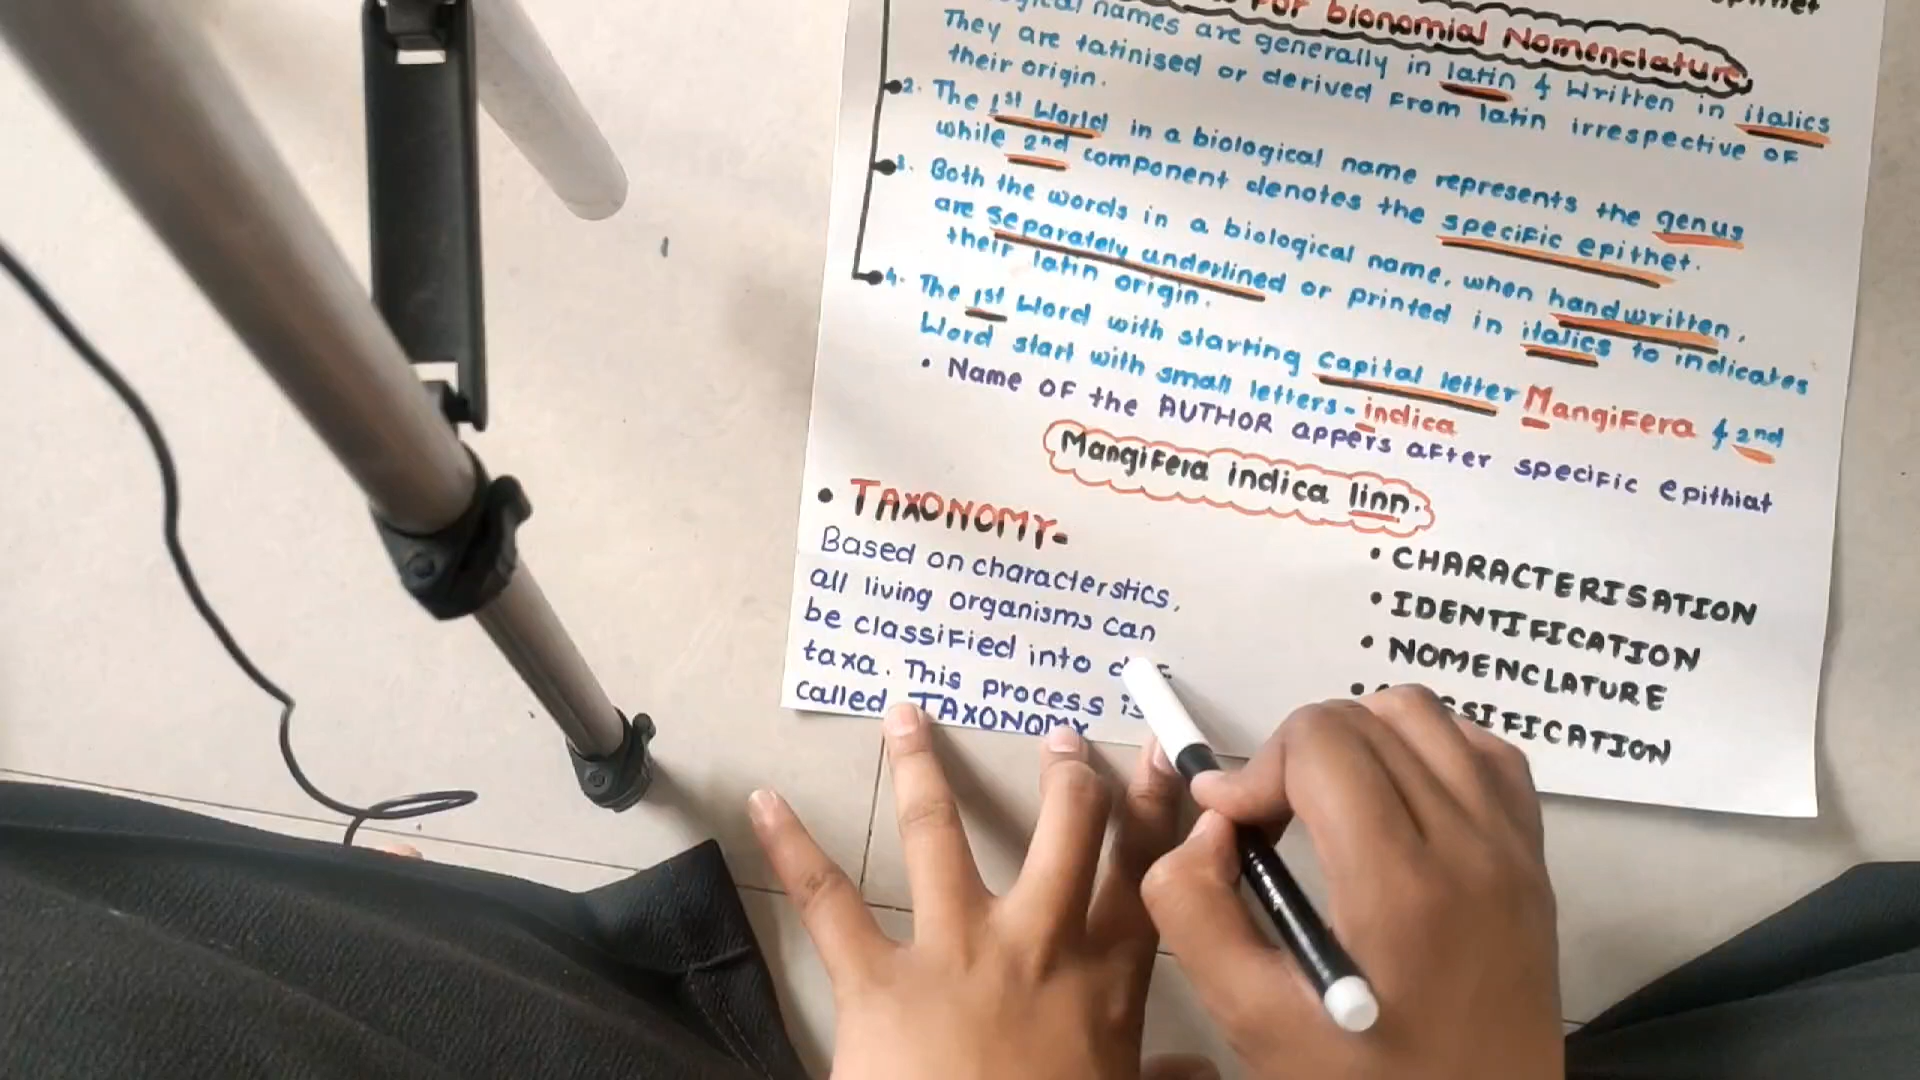 For bionomial Nomenclature
names are generally in latin & written in italics
They are tatinised or derived From latin irrespective of
their origin.
2. The 1st World in a biological name represents the genus
while 2nd component denotes the specific epithet.
3. Both the words in a biological name, when handwritten,
are separately underlined or printed in italics to indicates
their latin origin.
4. The 1st Word with starting capital letter Mangifera & 2nd
Word start with small letters - indica
• Name OF the AUTHOR appers after specific epithiat
Mangifera indica linn.
• TAXONOMY-
Based on characterstics,
all living organisms can
be classified into
taxa. This process is
called TAXONOMY
• CHARACTERISATION
• IDENTIFICATION
• NOMENCLATURE